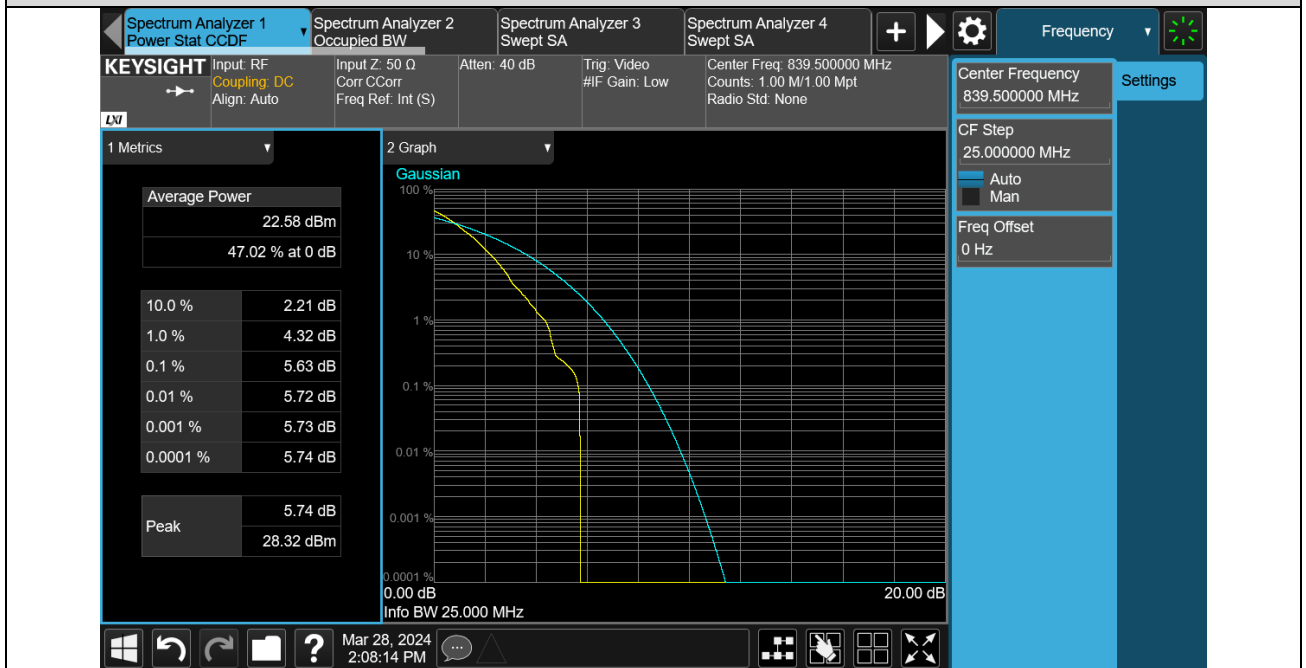 Spectrum Analyzer 1
Power Stat CCDF
Spectrum Analyzer 2
Occupied BW
Spectrum Analyzer 3
Swept SA
Spectrum Analyzer 4
Swept SA
+
Frequency
KEYSIGHT
LXI
Input: RF
Coupling: DC
Align: Auto
Input Z: 50 Ω
Corr CCorr
Freq Ref: Int (S)
Atten: 40 dB
Trig: Video
#IF Gain: Low
Center Freq: 839.500000 MHz
Counts: 1.00 M/1.00 Mpt
Radio Std: None
Center Frequency
839.500000 MHz
Settings
CF Step
25.000000 MHz
Auto
Man
Freq Offset
0 Hz
1 Metrics
Average Power
22.58 dBm
47.02 % at 0 dB
10.0 % 2.21 dB
1.0 % 4.32 dB
0.1 % 5.63 dB
0.01 % 5.72 dB
0.001 % 5.73 dB
0.0001 % 5.74 dB
Peak
5.74 dB
28.32 dBm
2 Graph
Gaussian
100 %
10 %
1 %
0.1 %
0.01 %
0.001 %
0.0001 %
0.00 dB 20.00 dB
Info BW 25.000 MHz
?
Mar 28, 2024
2:08:14 PM